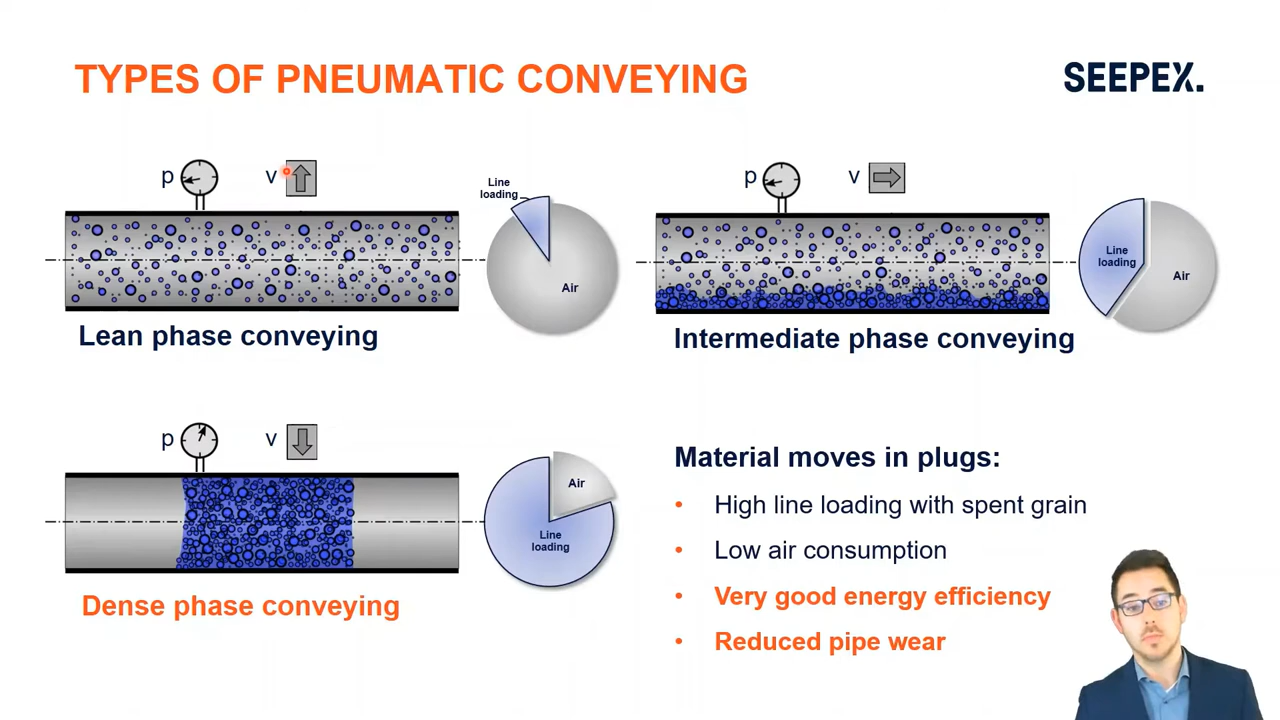 TYPES OF PNEUMATIC CONVEYING
SEEPEX.
p
v
Line
loading
Air
Lean phase conveying
p
v
Line
loading
Air
Intermediate phase conveying
p
v
Air
Line
loading
Dense phase conveying
Material moves in plugs:
• High line loading with spent grain
• Low air consumption
• Very good energy efficiency
• Reduced pipe wear